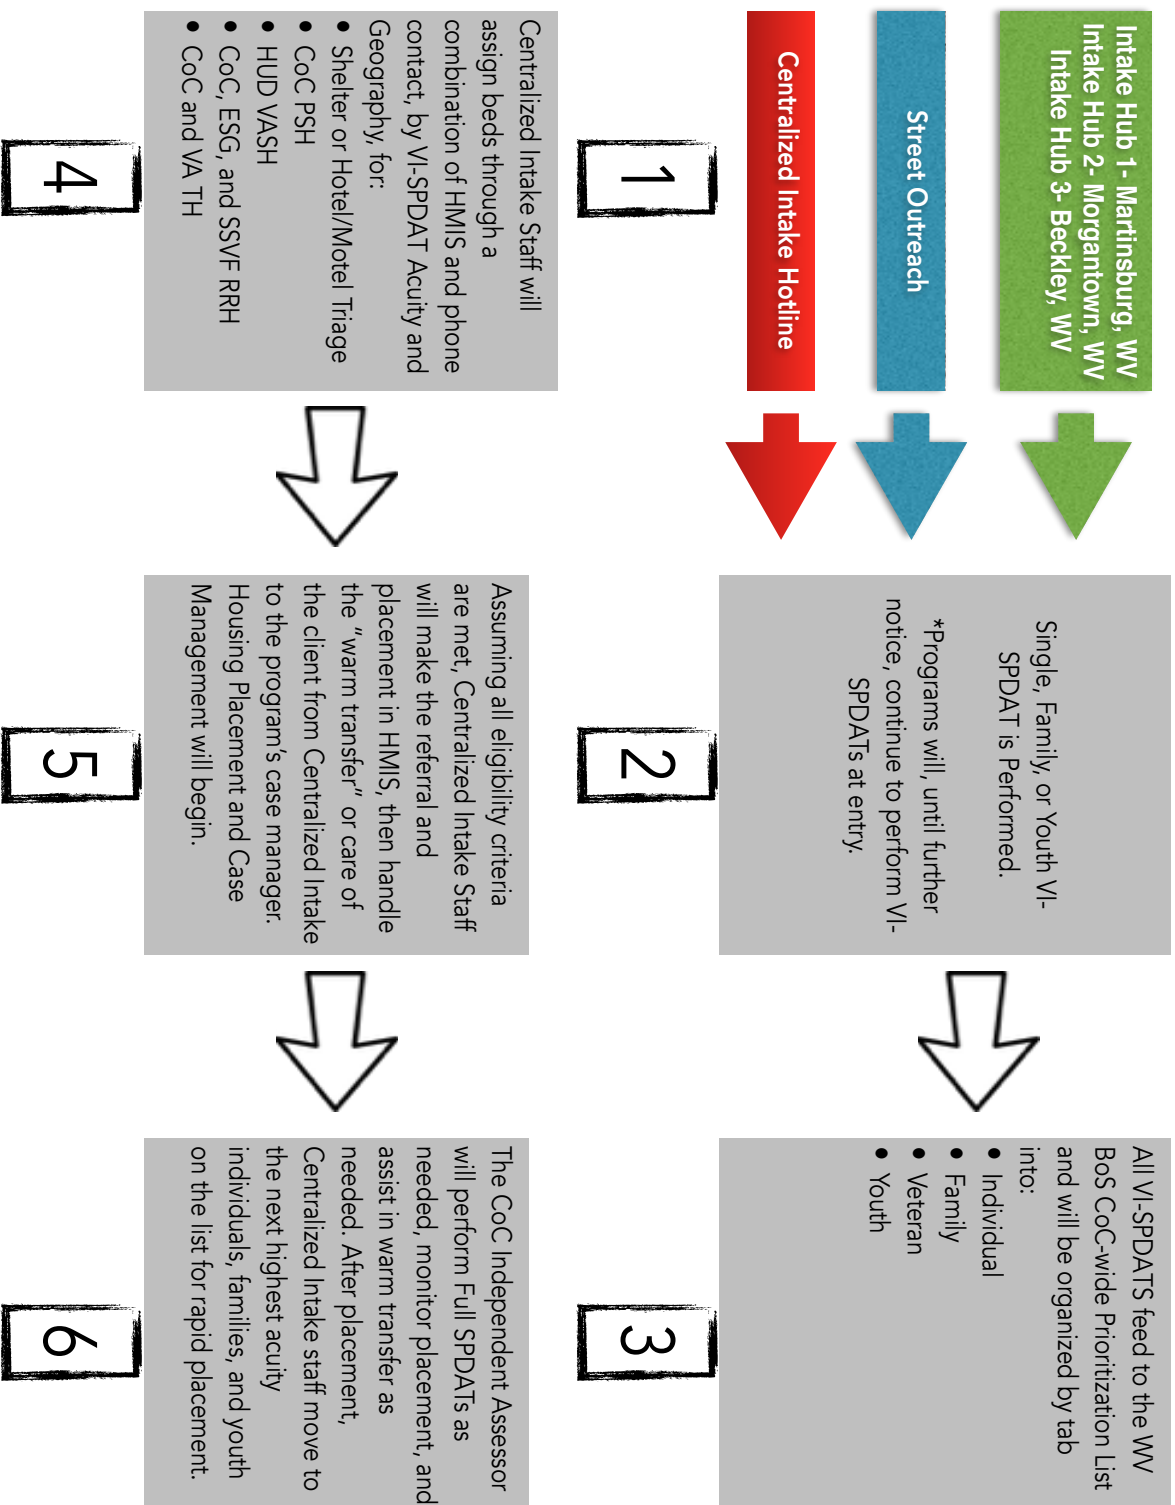 Intake Hub 1- Martinsburg, WV
Intake Hub 2- Morgantown, WV
Intake Hub 3- Beckley, WV
Street Outreach
Centralized Intake Hotline
1
Single, Family, or Youth VI-
SPDAT is Performed.
*Programs will, until further
notice, continue to perform VI-
SPDATs at entry.
2
All VI-SPDATS feed to the WV
BoS CoC-wide Prioritization List
and will be organized by tab
into:
• Individual
• Family
• Veteran
• Youth
3
Centralized Intake Staff will
assign beds through a
combination of HMIS and phone
contact, by VI-SPDAT Acuity and
Geography, for:
• Shelter or Hotel/Motel Triage
• CoC PSH
• HUD VASH
• CoC, ESG, and SSVF RRH
• CoC and VA TH
4
Assuming all eligibility criteria
are met, Centralized Intake Staff
will make the referral and
placement in HMIS, then handle
the “warm transfer” or care of
the client from Centralized Intake
to the program’s case manager.
Housing Placement and Case
Management will begin.
5
The CoC Independent Assessor
will perform Full SPDATs as
needed, monitor placement, and
assist in warm transfer as
needed. After placement,
Centralized Intake staff move to
the next highest acuity
individuals, families, and youth
on the list for rapid placement.
6